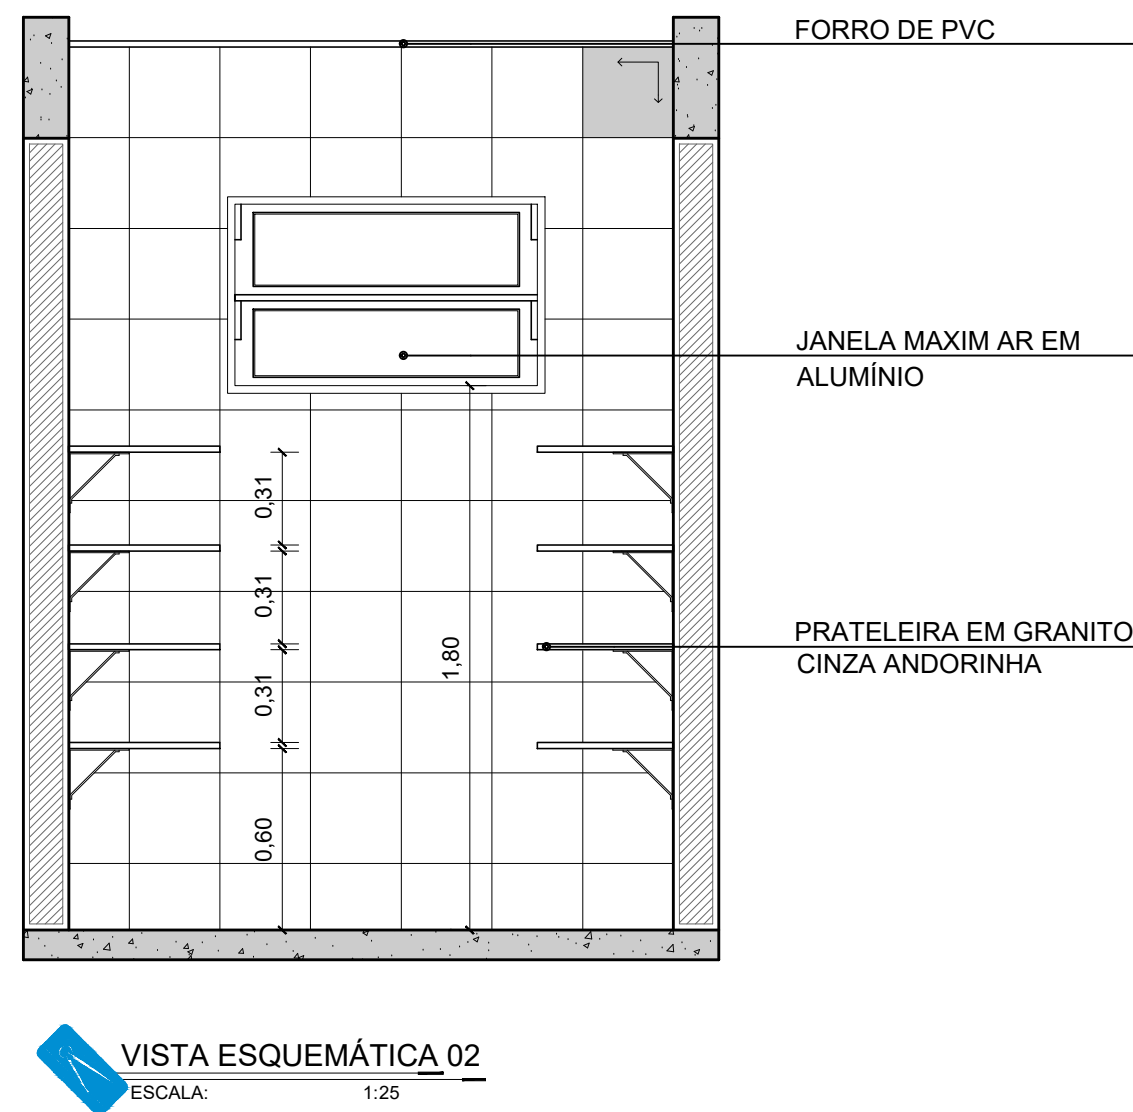 FORRO DE PVC
JANELA MAXIM AR EM
ALUMÍNIO
0,31
0,31
0,31
0,60
1,80
PRATELEIRA EM GRANITO
CINZA ANDORINHA
VISTA ESQUEMÁTICA 02
ESCALA: 1:25